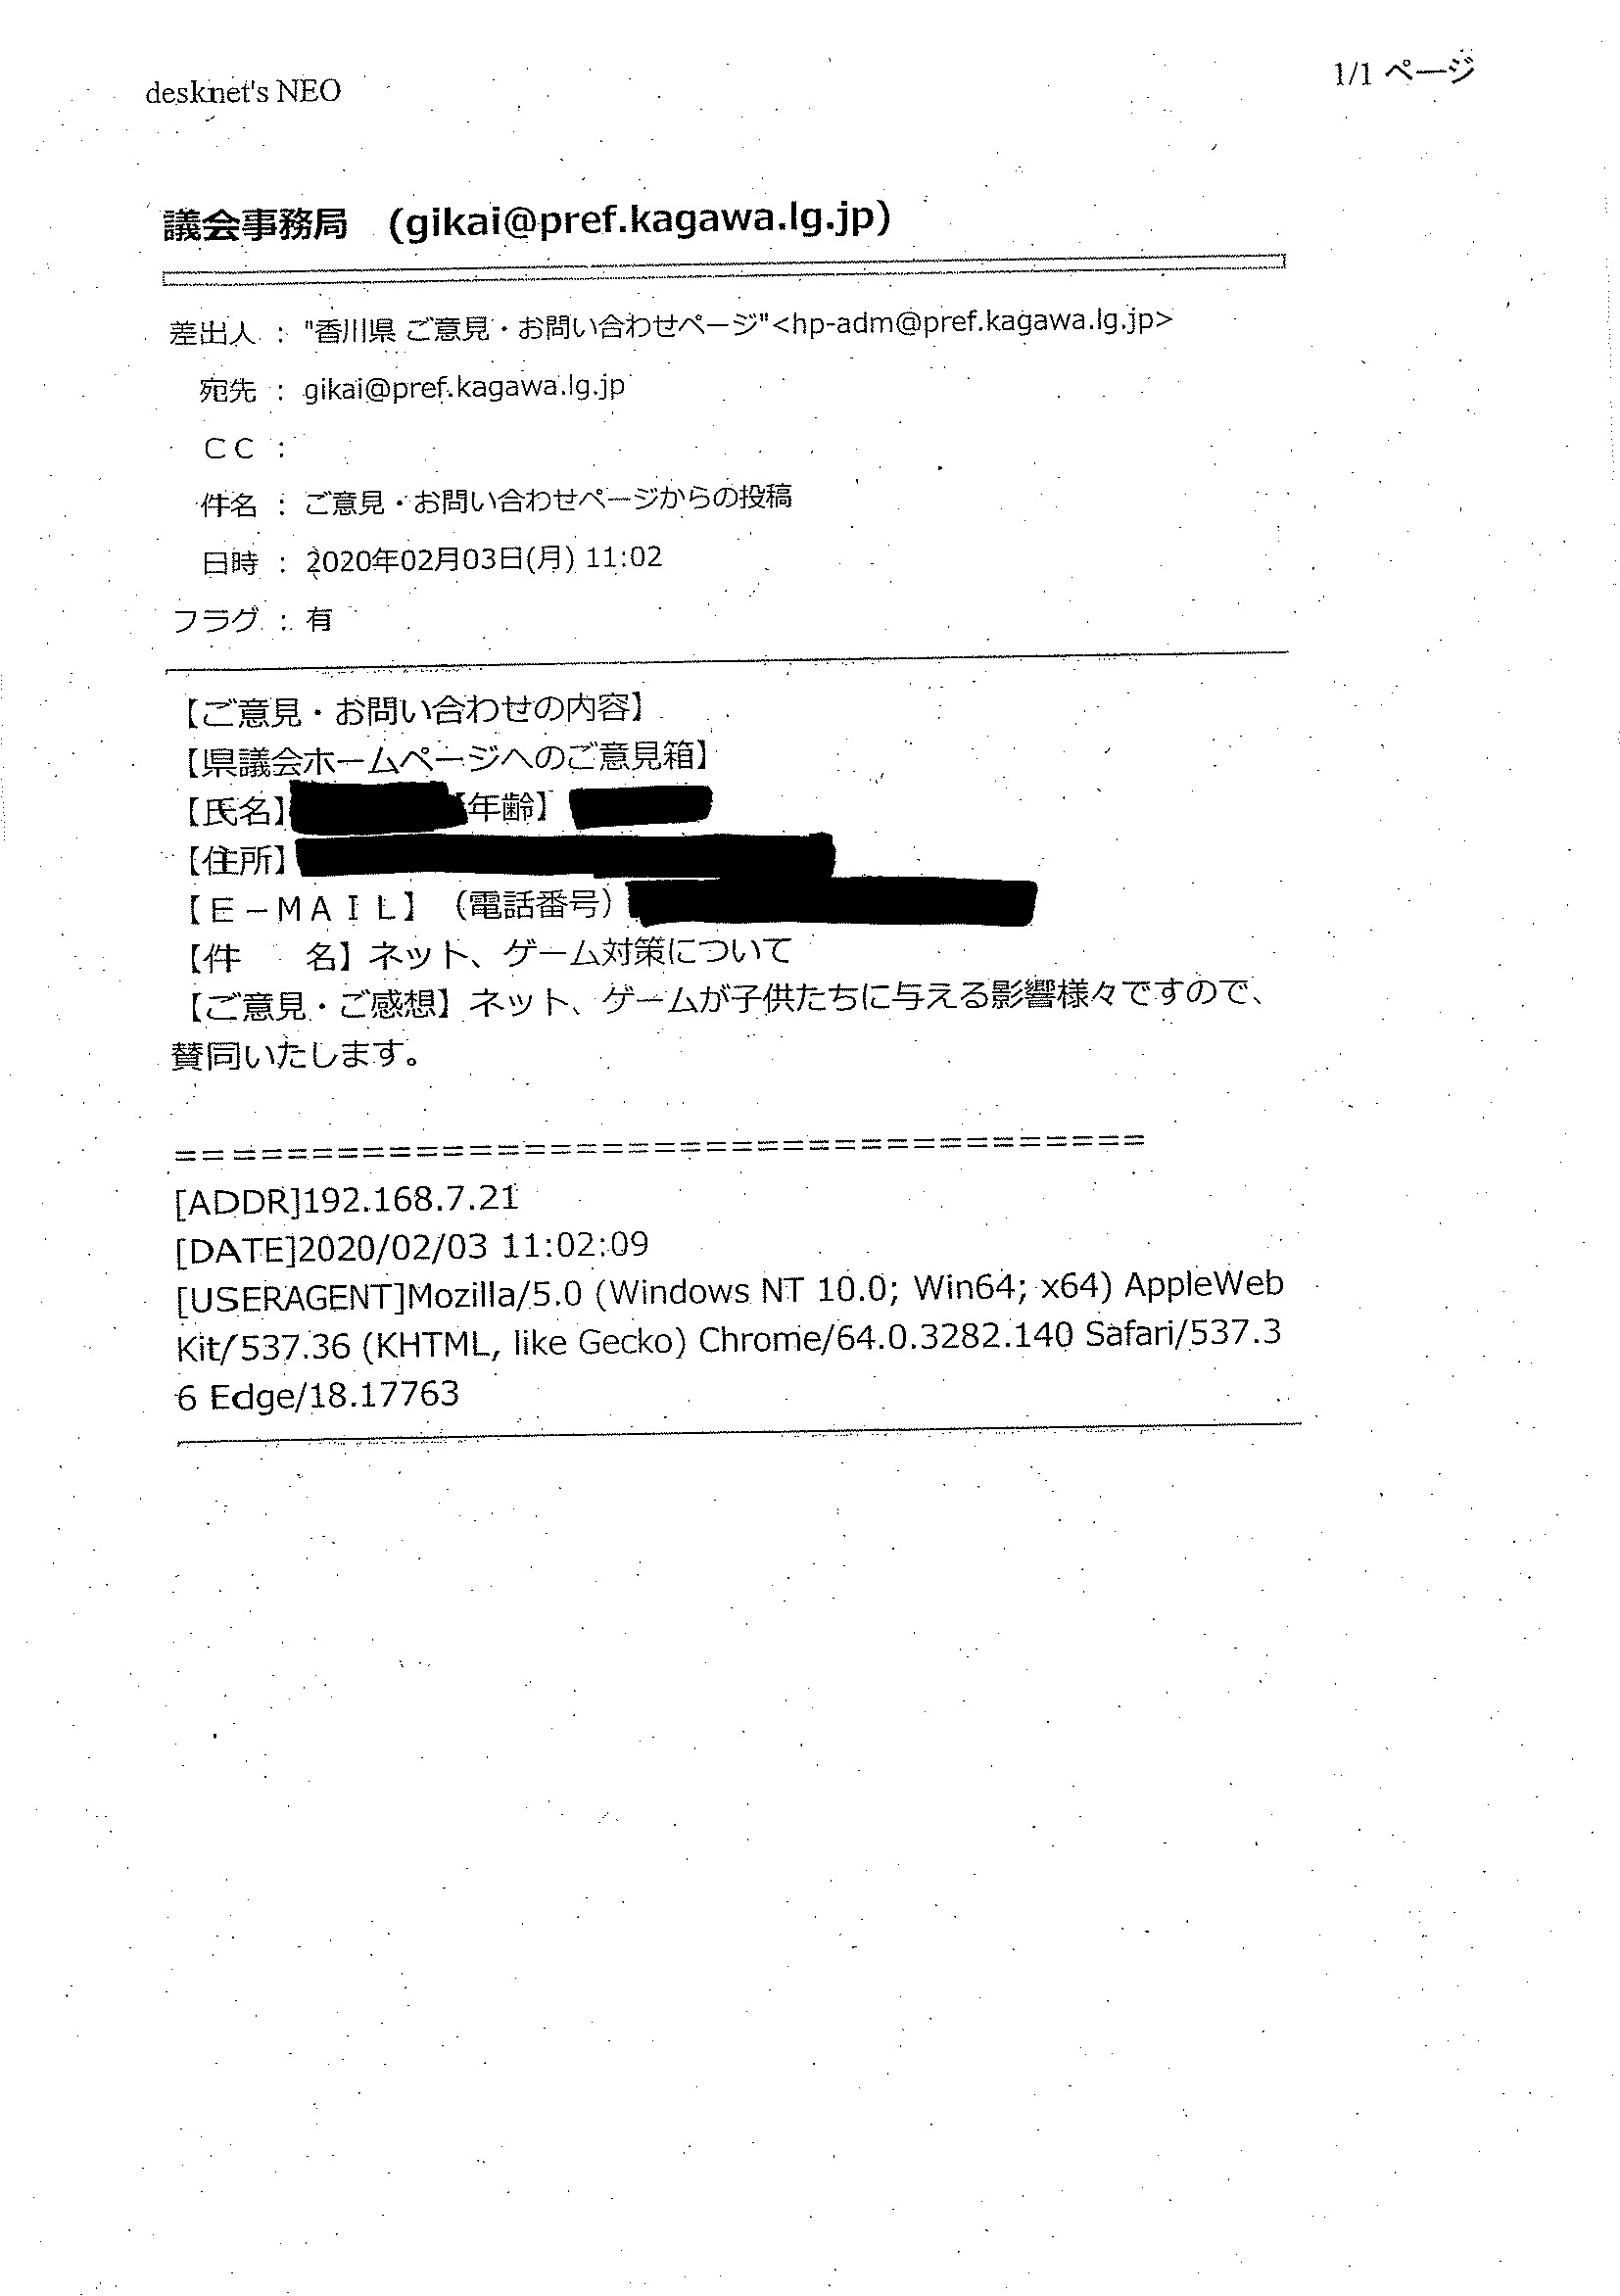 desknet's NEO
1/1 ページ
議会事務局　(gikai@pref.kagawa.lg.jp)
差出人 : "香川県 ご意見・お問い合わせページ"<hp-adm@pref.kagawa.lg.jp>
宛先 : gikai@pref.kagawa.lg.jp
ＣＣ :
件名 : ご意見・お問い合わせページからの投稿
日時 : 2020年02月03日(月) 11:02
フラグ : 有
【ご意見・お問い合わせの内容】
【県議会ホームページへのご意見箱】
【氏名】【年齢】
【住所】
【Ｅ－ＭＡＩＬ】（電話番号）
【件　　名】ネット、ゲーム対策について
【ご意見・ご感想】ネット、ゲームが子供たちに与える影響様々ですので、
賛同いたします。
=====================================
[ADDR]192.168.7.21
[DATE]2020/02/03 11:02:09
[USERAGENT]Mozilla/5.0 (Windows NT 10.0; Win64; x64) AppleWeb
Kit/537.36 (KHTML, like Gecko) Chrome/64.0.3282.140 Safari/537.3
6 Edge/18.17763